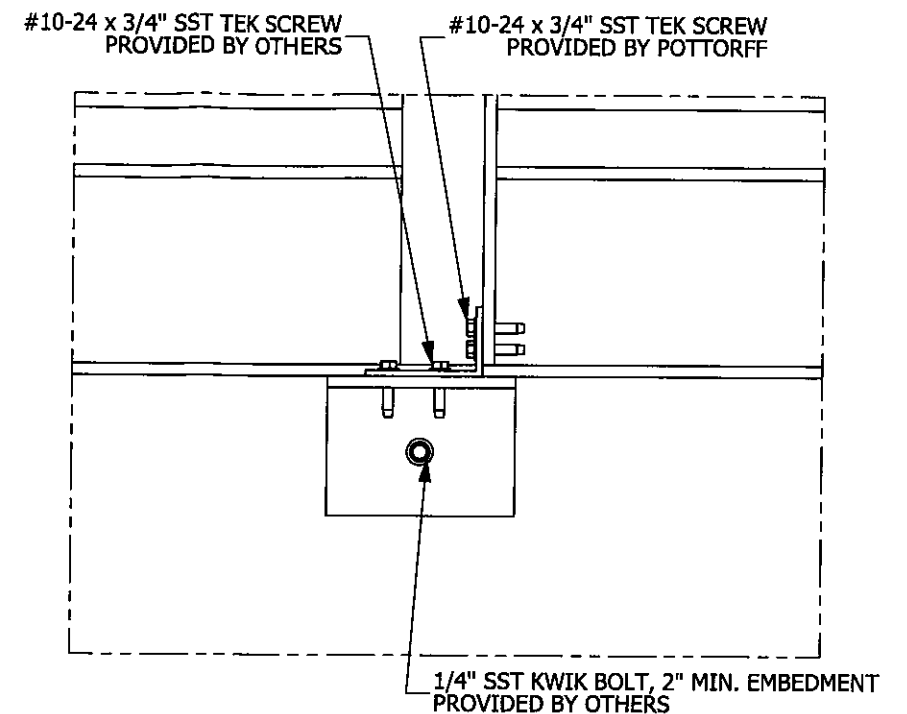 #10-24 x 3/4" SST TEK SCREW
PROVIDED BY OTHERS
#10-24 x 3/4" SST TEK SCREW
PROVIDED BY POTTORFF
1/4" SST KWIK BOLT, 2" MIN. EMBEDMENT
PROVIDED BY OTHERS